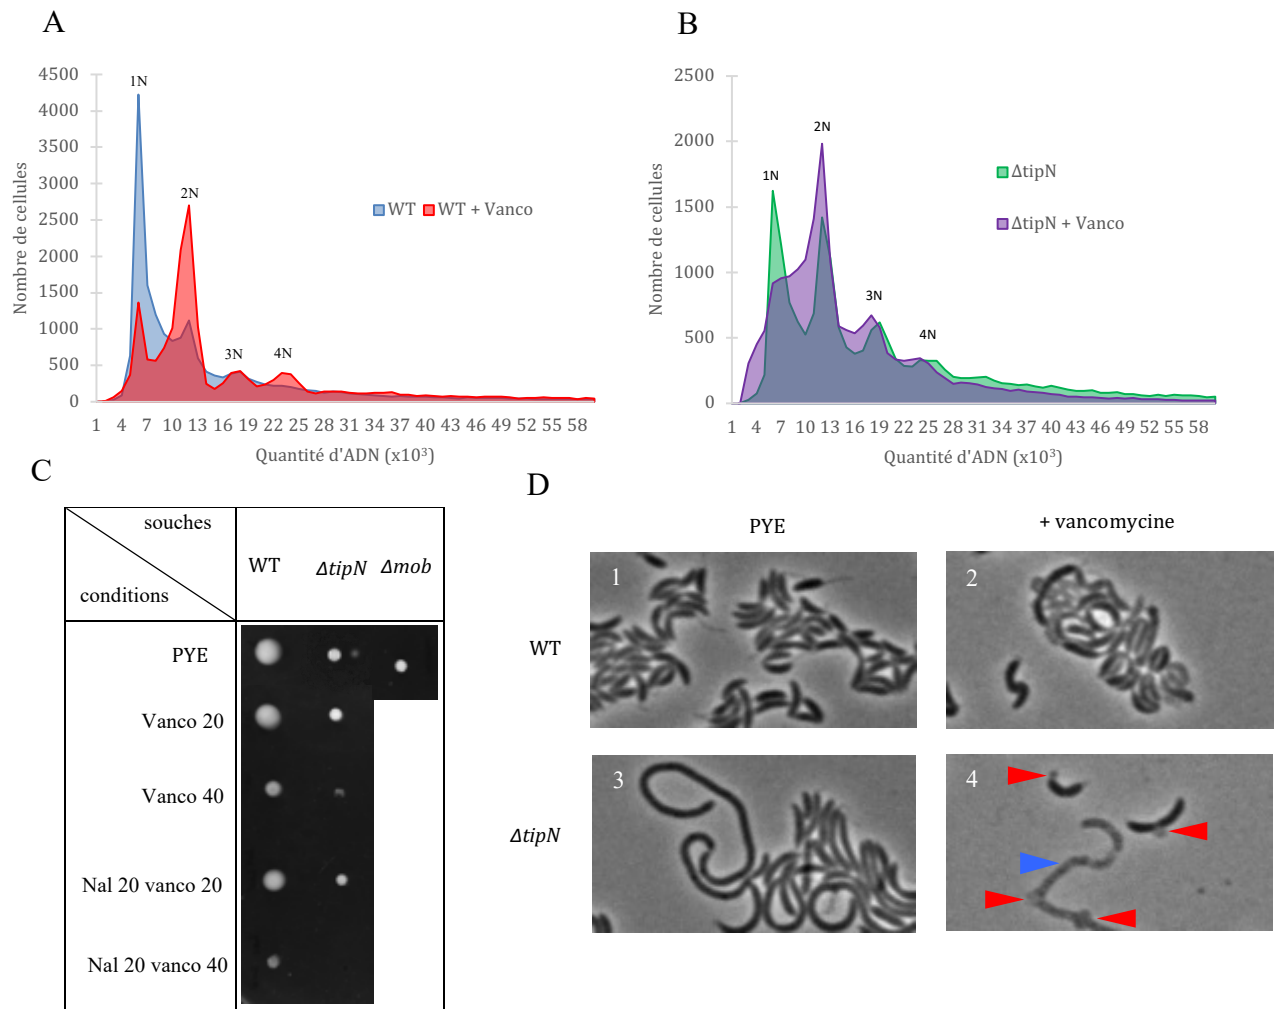 A
4500
4000
3500
3000
2500
2000
1500
1000
500
0
Nombre de cellules
1N
2N
3N
4N
WT WT + Vanco
1 4 7 10 13 16 19 22 25 28 31 34 37 40 43 46 49 52 55 58
Quantité d'ADN (x10³)
B
2500
2000
1500
1000
500
0
Nombre de cellules
1N
2N
3N
4N
ΔtipN
ΔtipN + Vanco
1 4 7 10 13 16 19 22 25 28 31 34 37 40 43 46 49 52 55 58
Quantité d'ADN (x10³)
C
souches
conditions
WT ΔtipN Δmob
PYE
Vanco 20
Vanco 40
Nal 20 vanco 20
Nal 20 vanco 40
D
PYE + vancomycine
WT
1 2
ΔtipN
3 4